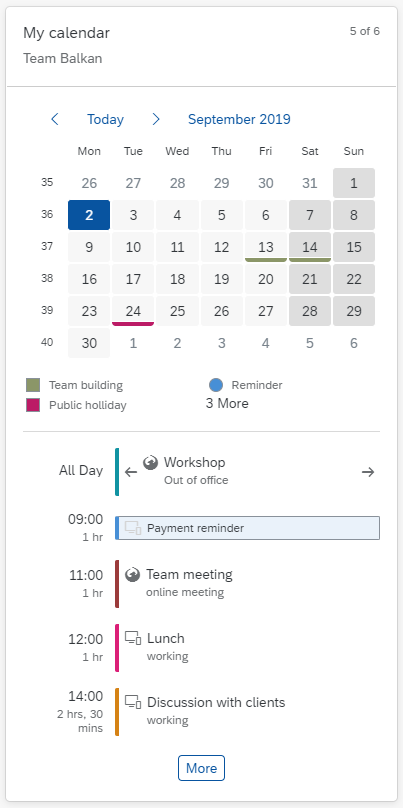 My calendar
5 of 6
Team Balkan
Today
September 2019
Mon Tue Wed Thu Fri Sat Sun
35 26 27 28 29 30 31 1
36 2 3 4 5 6 7 8
37 9 10 11 12 13 14 15
38 16 17 18 19 20 21 22
39 23 24 25 26 27 28 29
40 30 1 2 3 4 5 6
Team building
Reminder
Public holliday
3 More
All Day
Workshop
Out of office
09:00
1 hr
Payment reminder
11:00
1 hr
Team meeting
online meeting
12:00
1 hr
Lunch
working
14:00
2 hrs, 30
mins
Discussion with clients
working
More